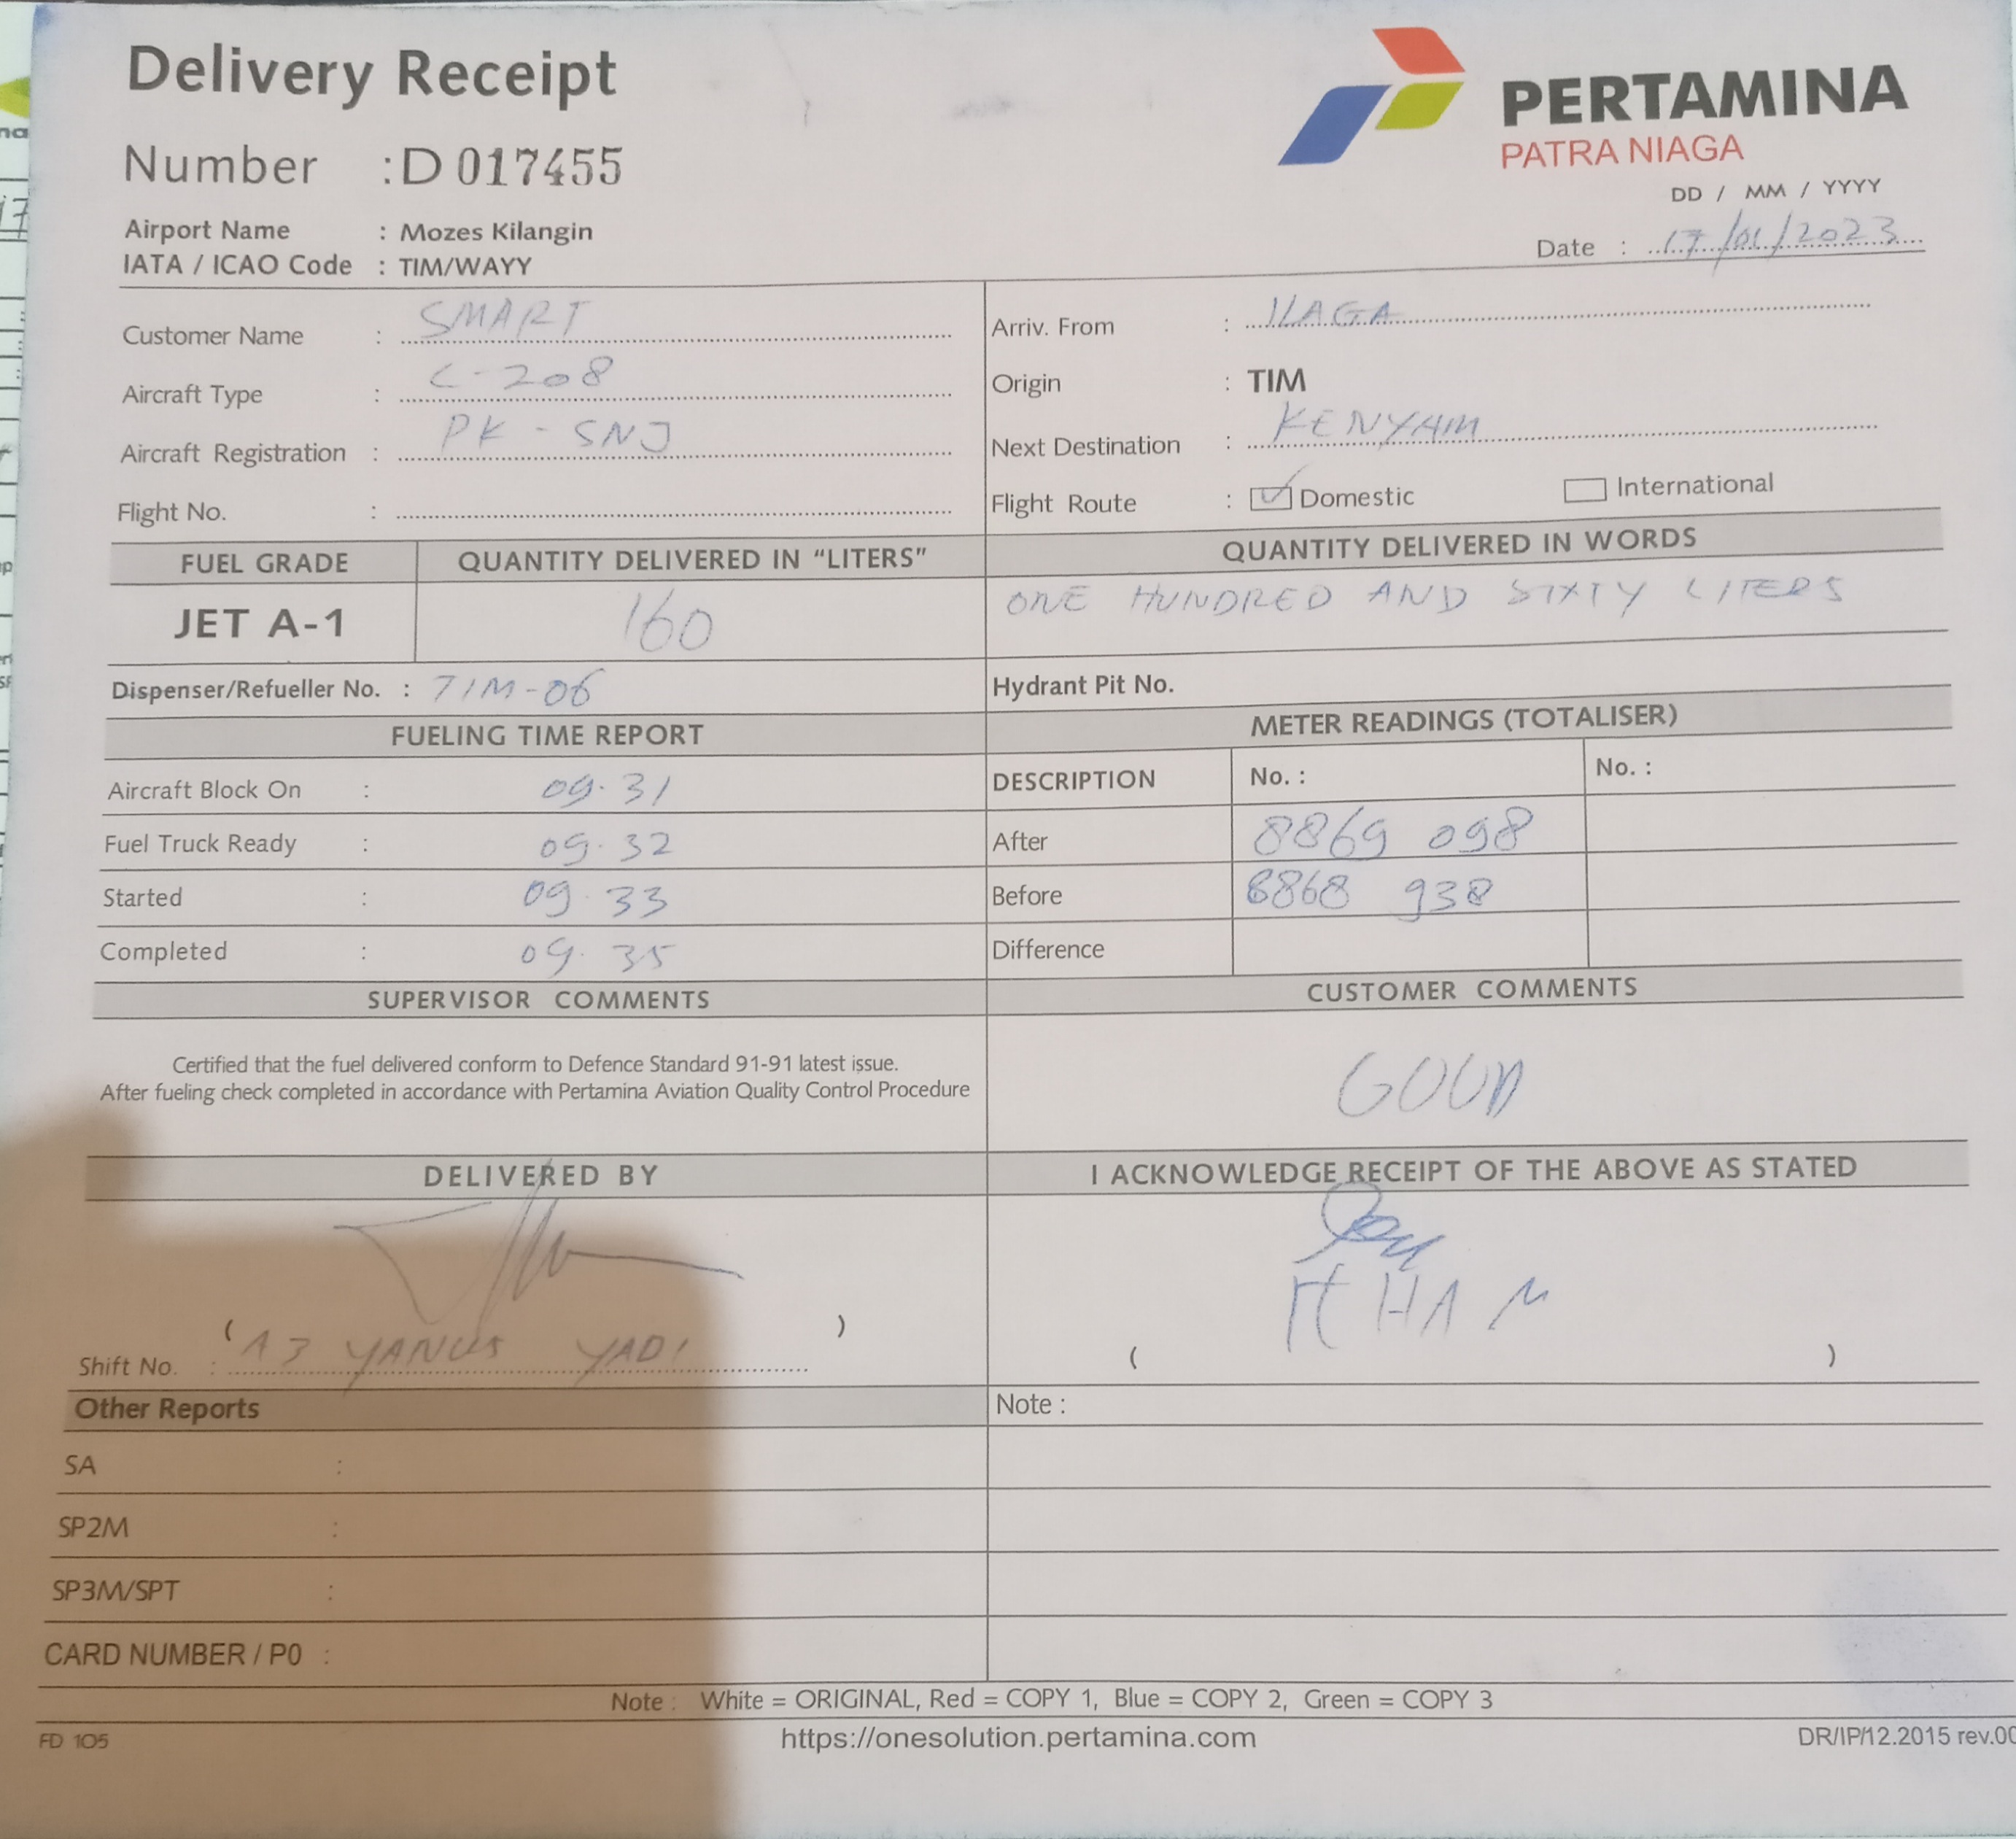 Delivery Receipt
PERTAMINA
PATRA NIAGA
Number : D 017455
DD / MM / YYYY
Airport Name : Mozes Kilangin
IATA / ICAO Code : TIM/WAYY
Date : 17/01/2023
Customer Name : SMART
Arriv. From : ILAGA
Aircraft Type : C-208
Origin : TIM
Aircraft Registration : PK - SNJ
Next Destination : KENYAM
Flight No. :
Flight Route : Domestic International
FUEL GRADE QUANTITY DELIVERED IN “LITERS” QUANTITY DELIVERED IN WORDS
JET A-1 160 ONE HUNDRED AND SIXTY LITERS
Dispenser/Refueller No. : TIM-06 Hydrant Pit No.
FUELING TIME REPORT METER READINGS (TOTALISER)
Aircraft Block On : 09.31 DESCRIPTION No. : No. :
Fuel Truck Ready : 09.32 After 8869 098
Started : 09.33 Before 8868 938
Completed : 09.35 Difference
SUPERVISOR COMMENTS CUSTOMER COMMENTS
Certified that the fuel delivered conform to Defence Standard 91-91 latest issue.
After fueling check completed in accordance with Pertamina Aviation Quality Control Procedure
GOOD
DELIVERED BY I ACKNOWLEDGE RECEIPT OF THE ABOVE AS STATED
( )
Shift No. : A3 YANUS YADI
( )
Other Reports Note :
SA :
SP2M :
SP3M/SPT :
CARD NUMBER / P0 :
Note : White = ORIGINAL, Red = COPY 1, Blue = COPY 2, Green = COPY 3
FD 105 https://onesolution.pertamina.com DR/IP/12.2015 rev.00